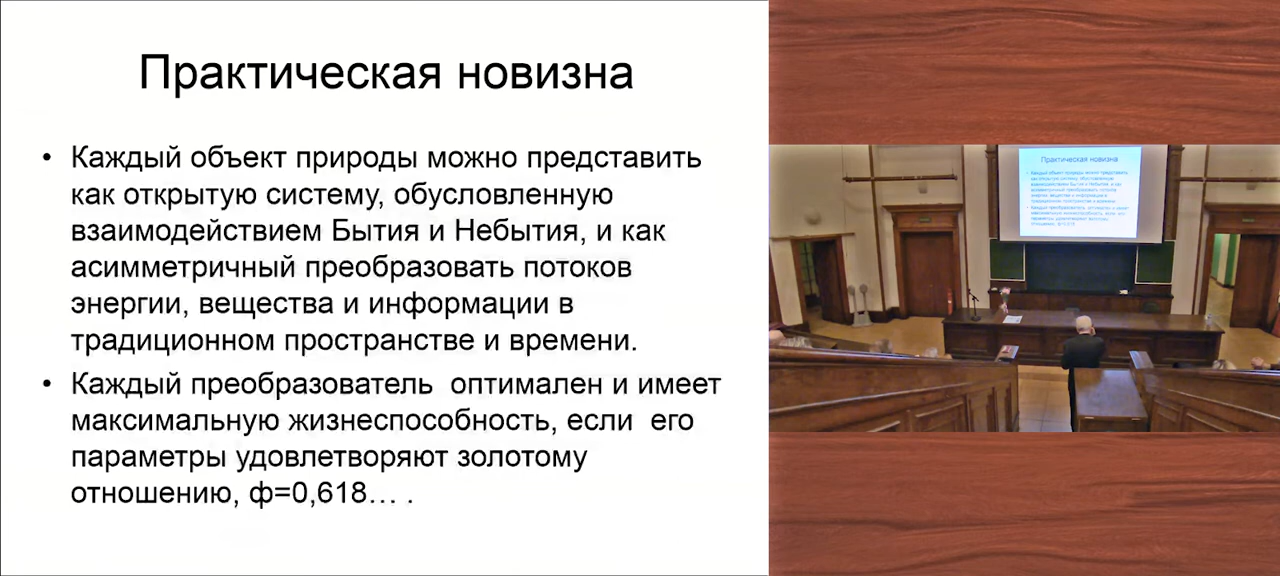 Практическая новизна
• Каждый объект природы можно представить
как открытую систему, обусловленную
взаимодействием Бытия и Небытия, и как
асимметричный преобразовать потоков
энергии, вещества и информации в
традиционном пространстве и времени.
• Каждый преобразователь оптимален и имеет
максимальную жизнеспособность, если его
параметры удовлетворяют золотому
отношению, ф=0,618… .
Практическая новизна